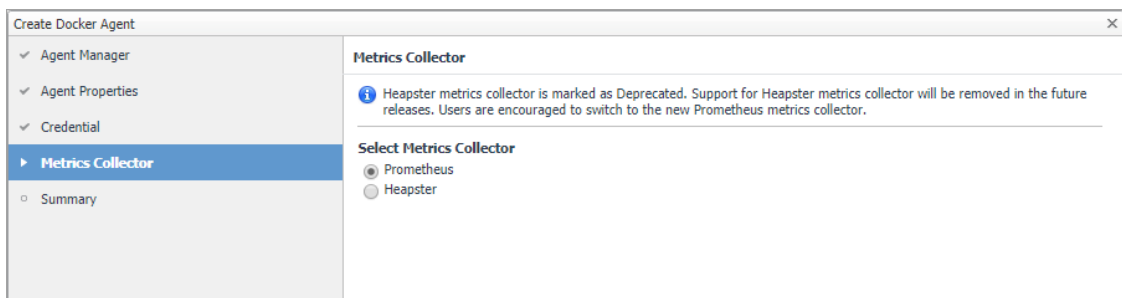 Create Docker Agent
Agent Manager
Agent Properties
Credential
Metrics Collector
Summary
Metrics Collector
Heapster metrics collector is marked as Deprecated. Support for Heapster metrics collector will be removed in the future
releases. Users are encouraged to switch to the new Prometheus metrics collector.
Select Metrics Collector
Prometheus
Heapster